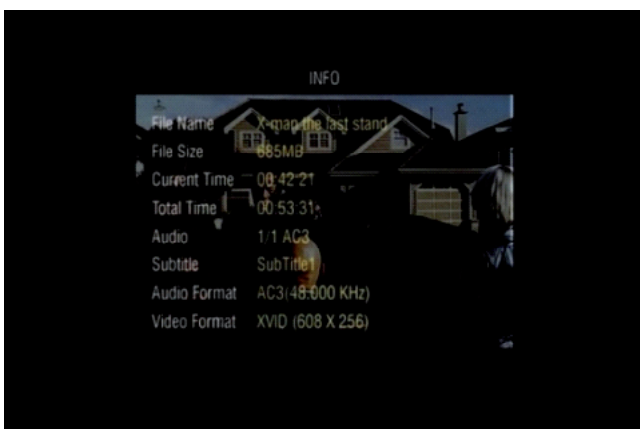 INFO
File Name X-man the last stand
File Size 685MB
Current Time 00:42:21
Total Time 00:53:31
Audio 1/1 AC3
Subtitle SubTitle1
Audio Format AC3(48.000 KHz)
Video Format XVID (608 X 256)